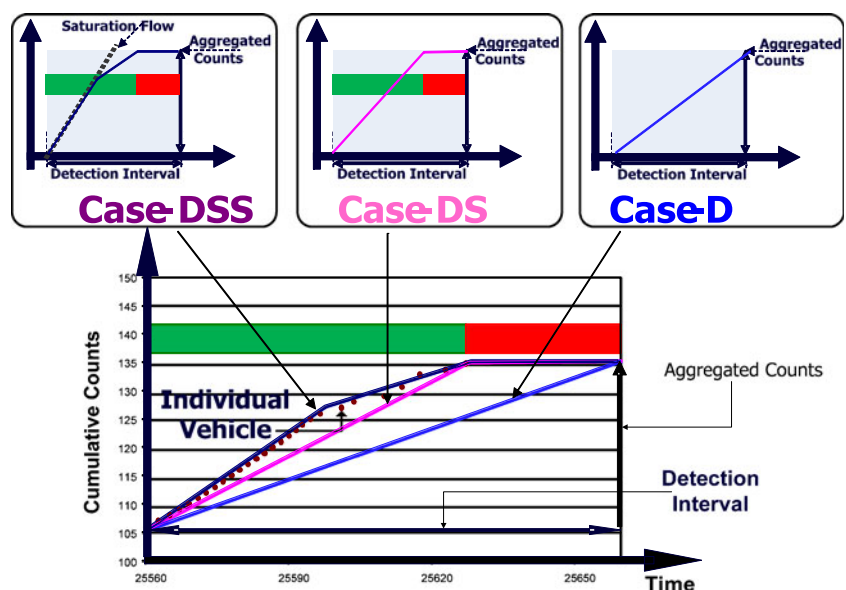 Saturation Flow
Aggregated
Counts
Detection Interval
Case-DSS
Aggregated
Counts
Detection Interval
Case-DS
Aggregated
Counts
Detection Interval
Case-D
150
145
140
135
130
125
120
115
110
105
100
Cumulative Counts
Individual
Vehicle
Aggregated Counts
Detection
Interval
25560
25590
25620
25650
Time